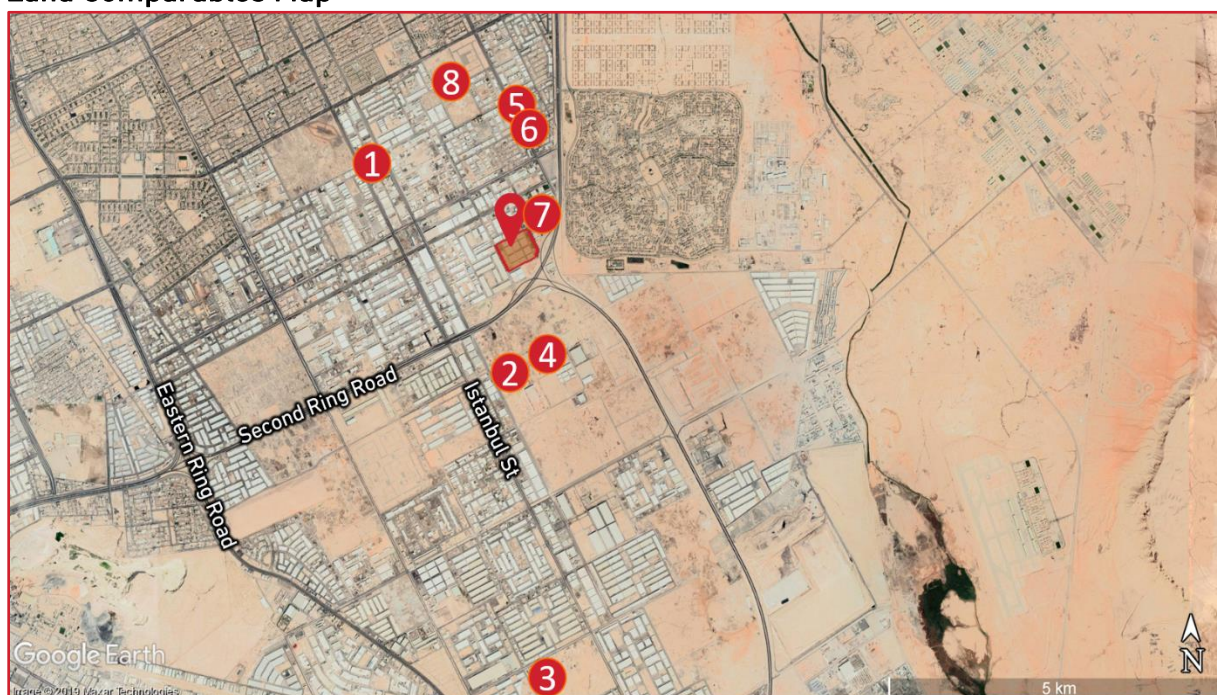 Land Comparables Map
8
5
6
1
7
4
2
Second Ring Road
Eastern Ring Road
Istanbul St
3
Google Earth
Image © 2019 Maxar Technologies
5 km
N